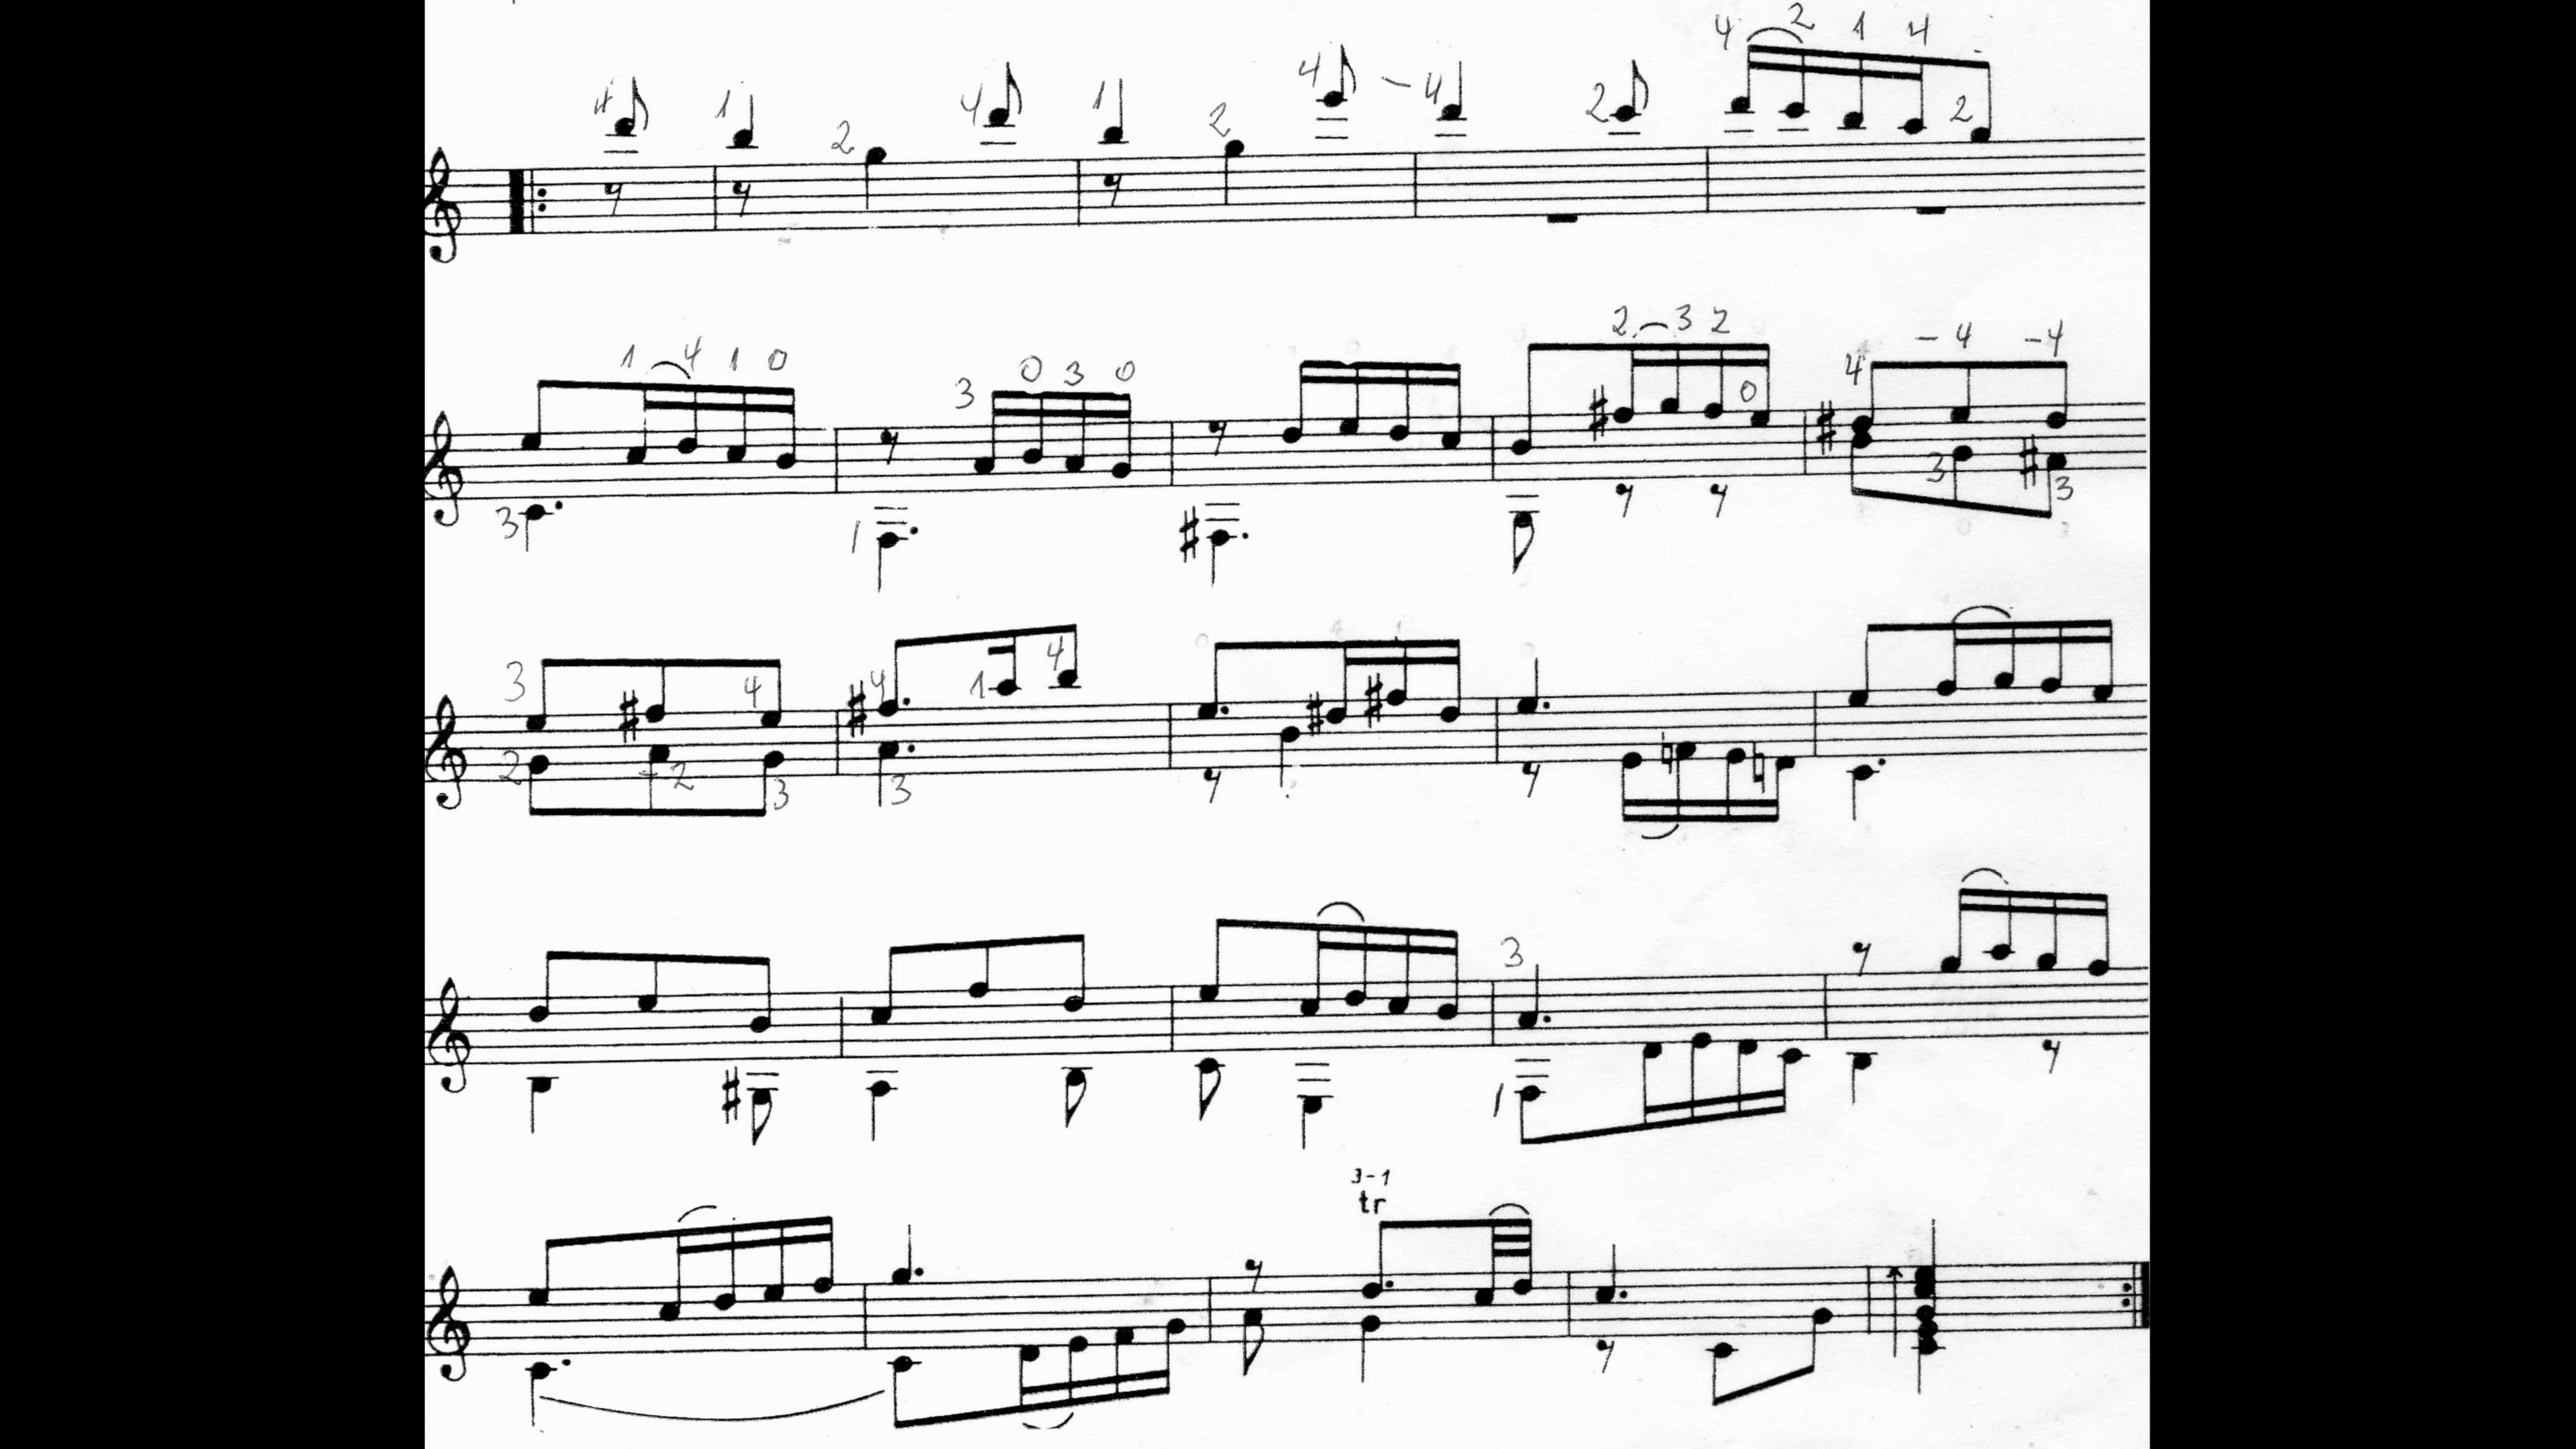 4 1 2 4 1 2 4 - 4 2 4 2 1 4 2
1 4 1 0 3 0 3 0 2 3 2 0 4 - 4 - 4
3 1 3 3
3 4 4 1 4
2 - 2 3 3
3
1
3-1
tr